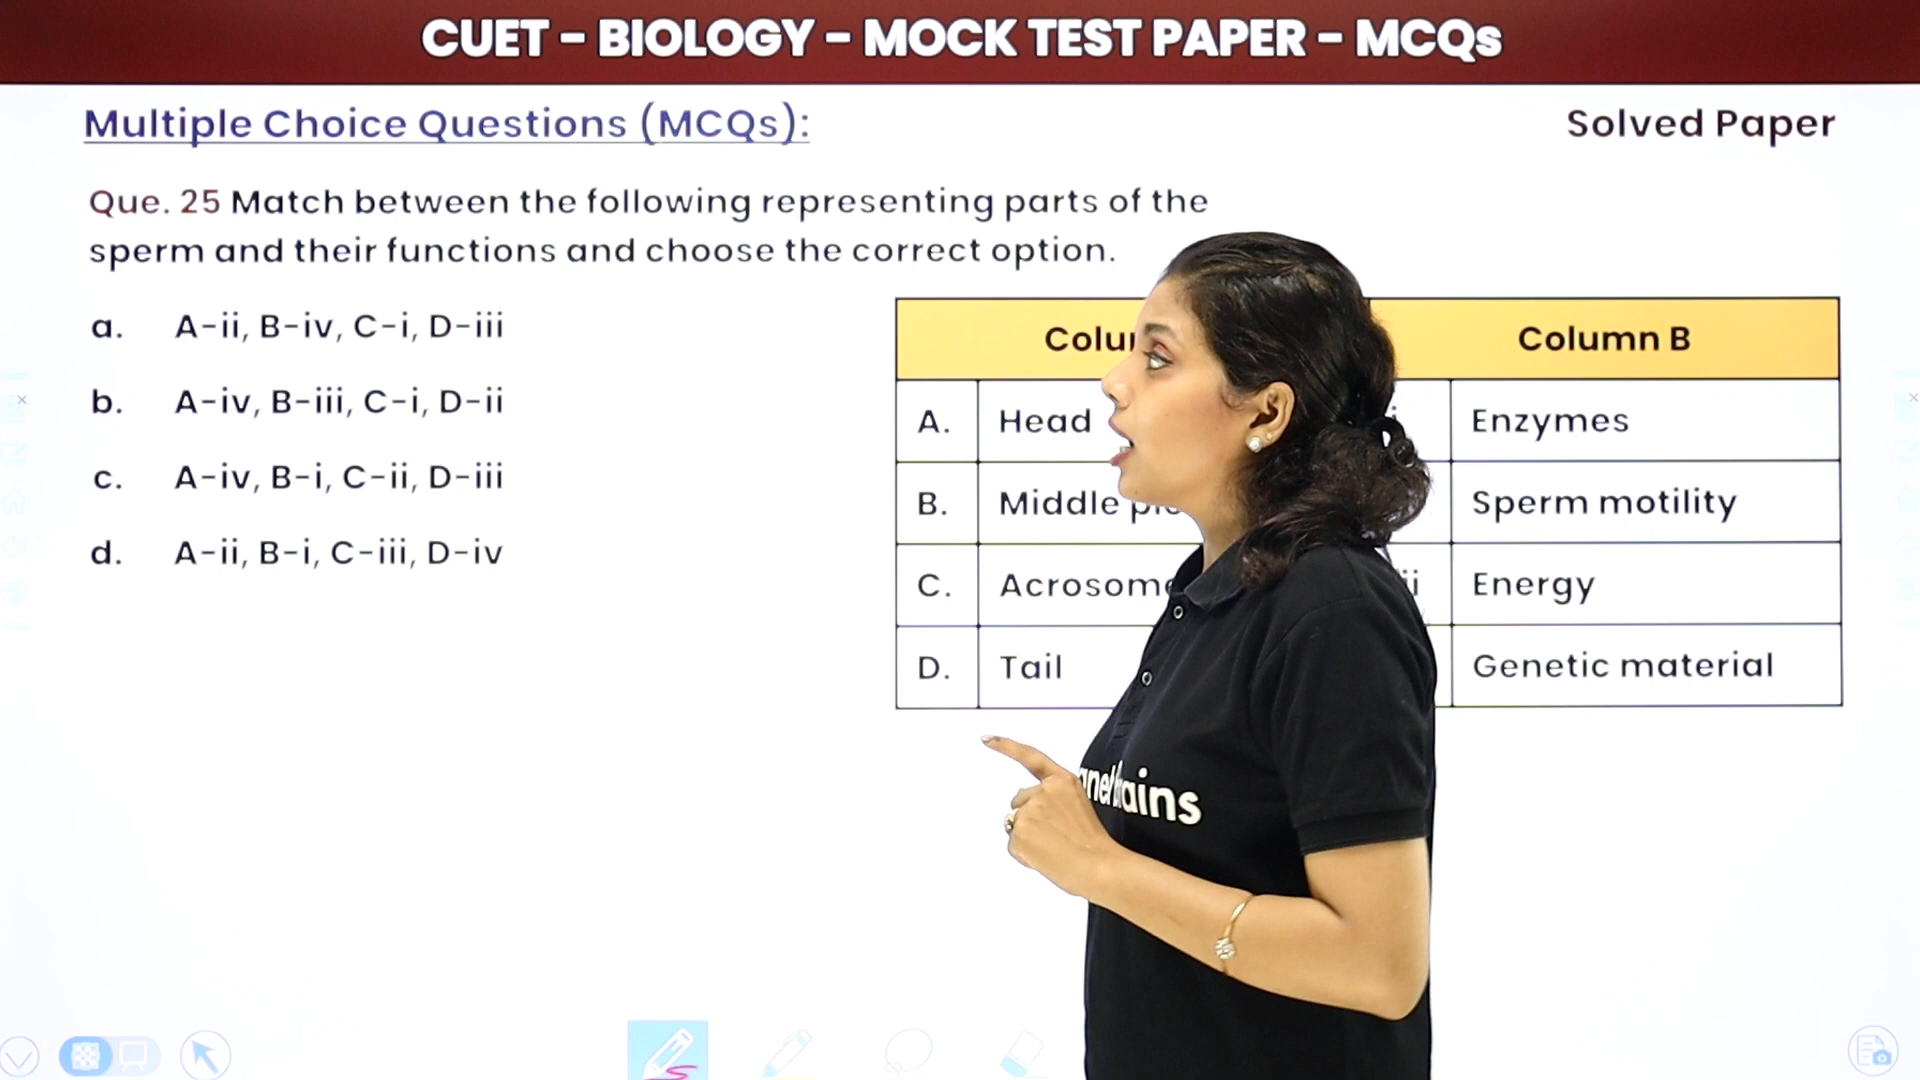 CUET – BIOLOGY – MOCK TEST PAPER – MCQs
Multiple Choice Questions (MCQs):
Solved Paper
Que. 25 Match between the following representing parts of the
sperm and their functions and choose the correct option.
a. A-ii, B-iv, C-i, D-iii
b. A-iv, B-iii, C-i, D-ii
c. A-iv, B-i, C-ii, D-iii
d. A-ii, B-i, C-iii, D-iv
Column B
A. Head Enzymes
B. Middle Sperm motility
C. Acrosome Energy
D. Tail Genetic material